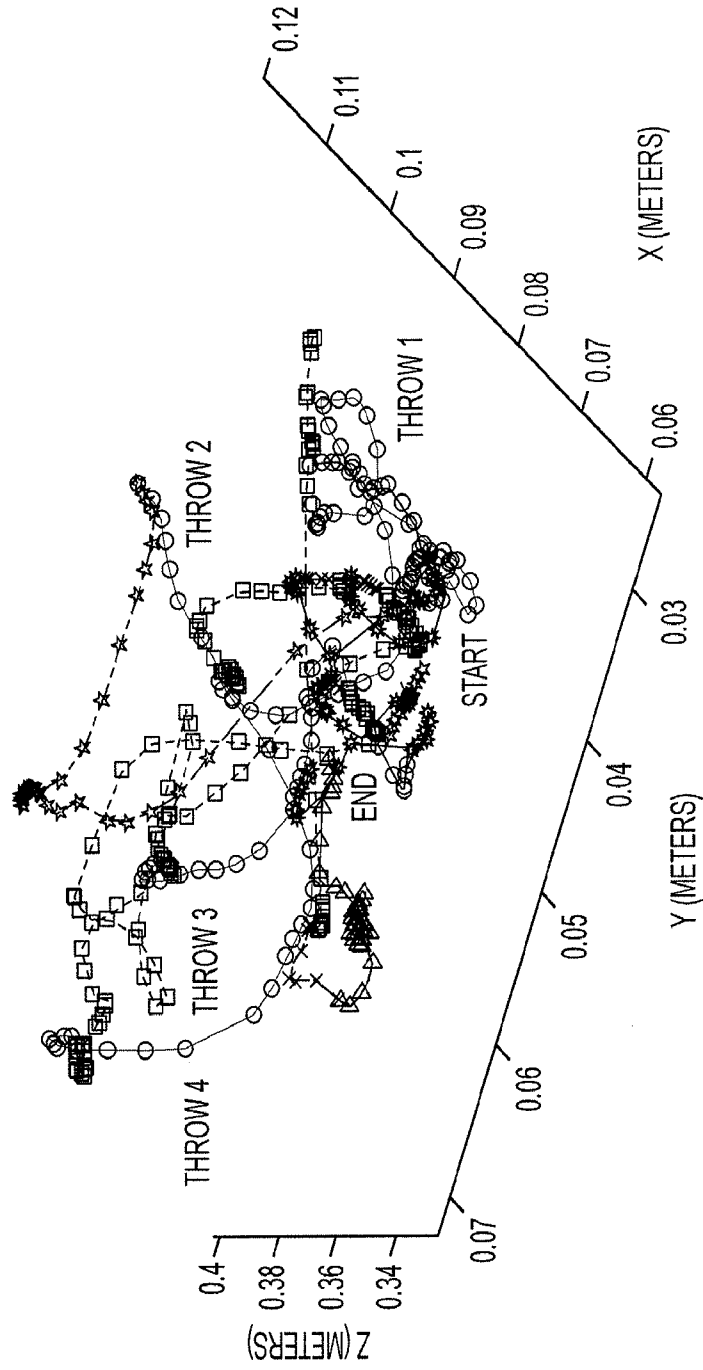 Z (METERS)
0.4
0.38
0.36
0.34
0.07
0.06
0.05
0.04
0.03
Y (METERS)
0.06
0.07
0.08
0.09
0.1
0.11
0.12
X (METERS)
THROW 4
THROW 3
THROW 2
THROW 1
END
START